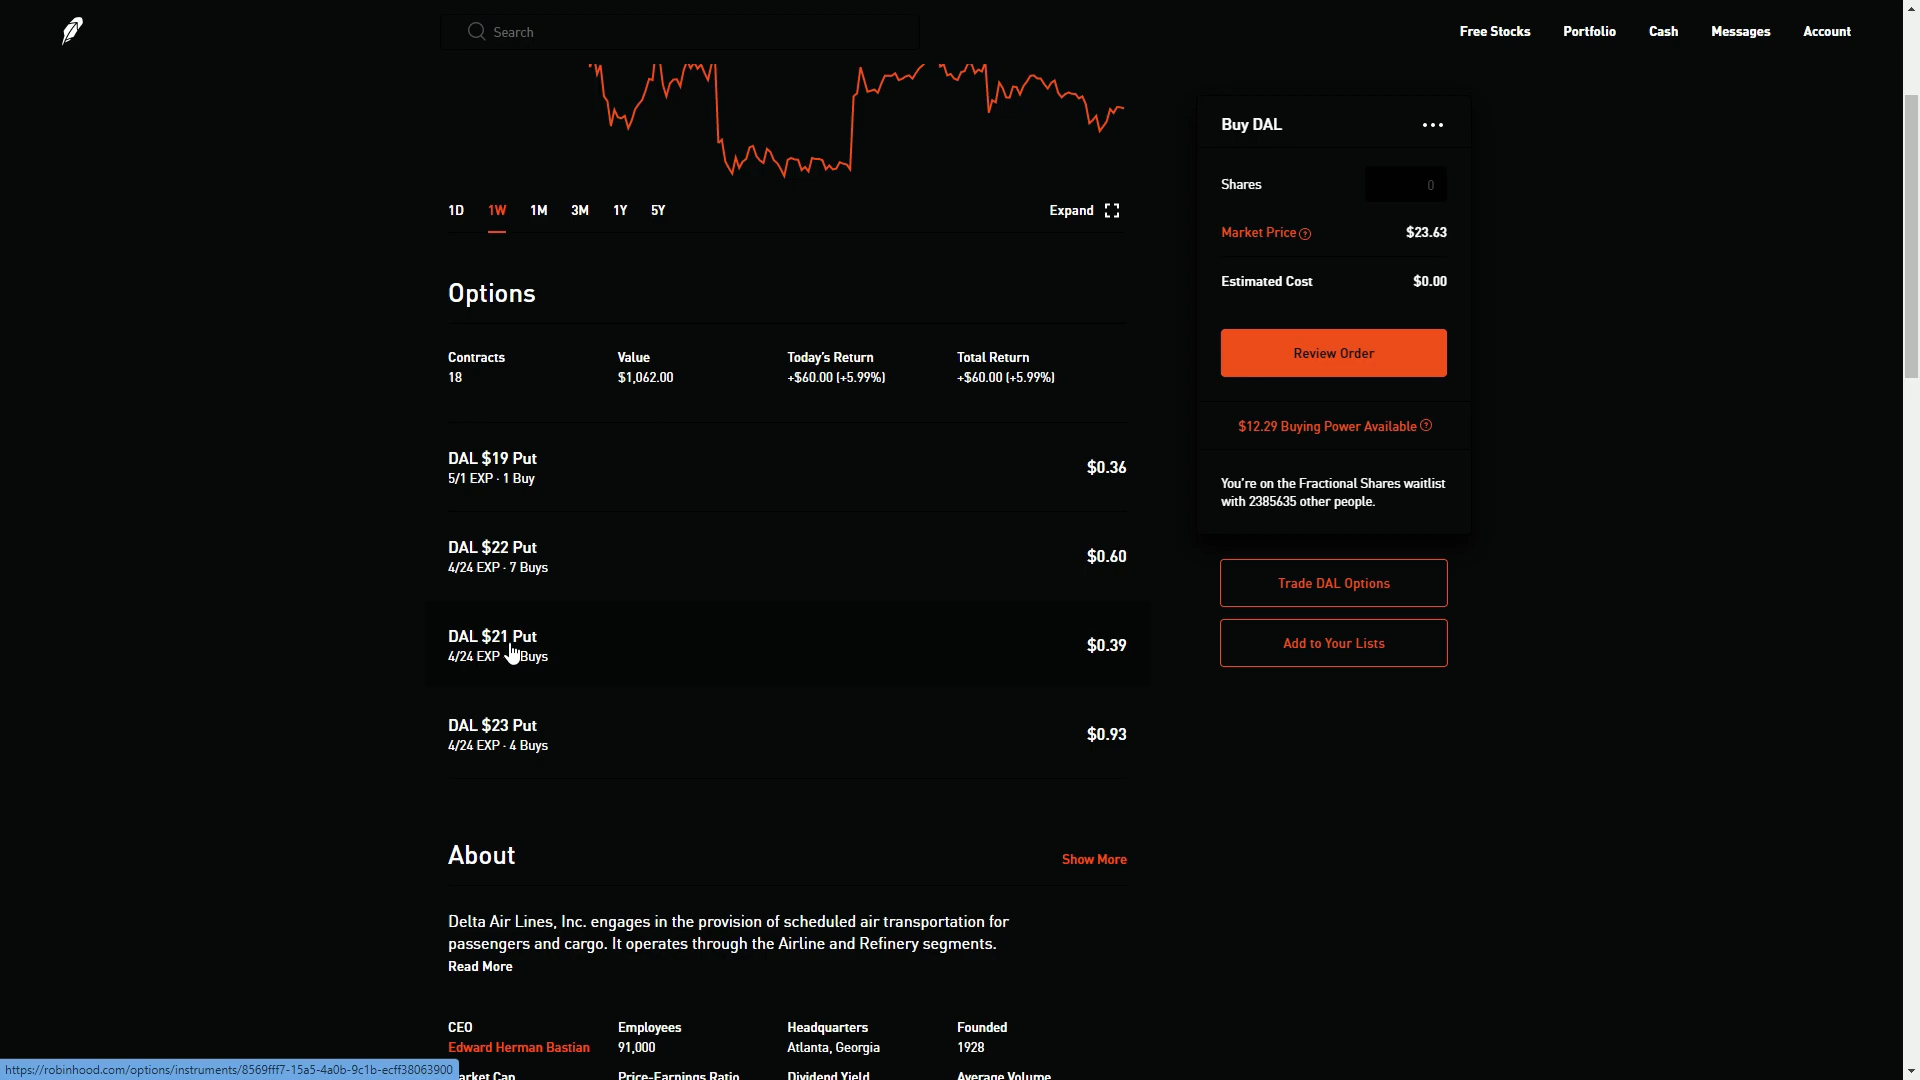 Search
Free Stocks
Portfolio
Cash
Messages
Account
1D 1W 1M 3M 1Y 5Y
Expand
Options
Contracts
18
Value
$1,062.00
Today's Return
+$60.00 (+5.99%)
Total Return
+$60.00 (+5.99%)
DAL $19 Put
5/1 EXP · 1 Buy
$0.36
DAL $22 Put
4/24 EXP · 7 Buys
$0.60
DAL $21 Put
4/24 EXP Buys
$0.39
DAL $23 Put
4/24 EXP · 4 Buys
$0.93
About
Show More
Delta Air Lines, Inc. engages in the provision of scheduled air transportation for
passengers and cargo. It operates through the Airline and Refinery segments.
Read More
CEO
Edward Herman Bastian
Employees
91,000
Headquarters
Atlanta, Georgia
Founded
1928
Price-Earnings Ratio
Dividend Yield
Average Volume
Buy DAL
Shares
0
Market Price
$23.63
Estimated Cost
$0.00
Review Order
$12.29 Buying Power Available
You're on the Fractional Shares waitlist
with 2385635 other people.
Trade DAL Options
Add to Your Lists
https://robinhood.com/options/instruments/8569fff7-15a5-4a0b-9c1b-ecff38063900